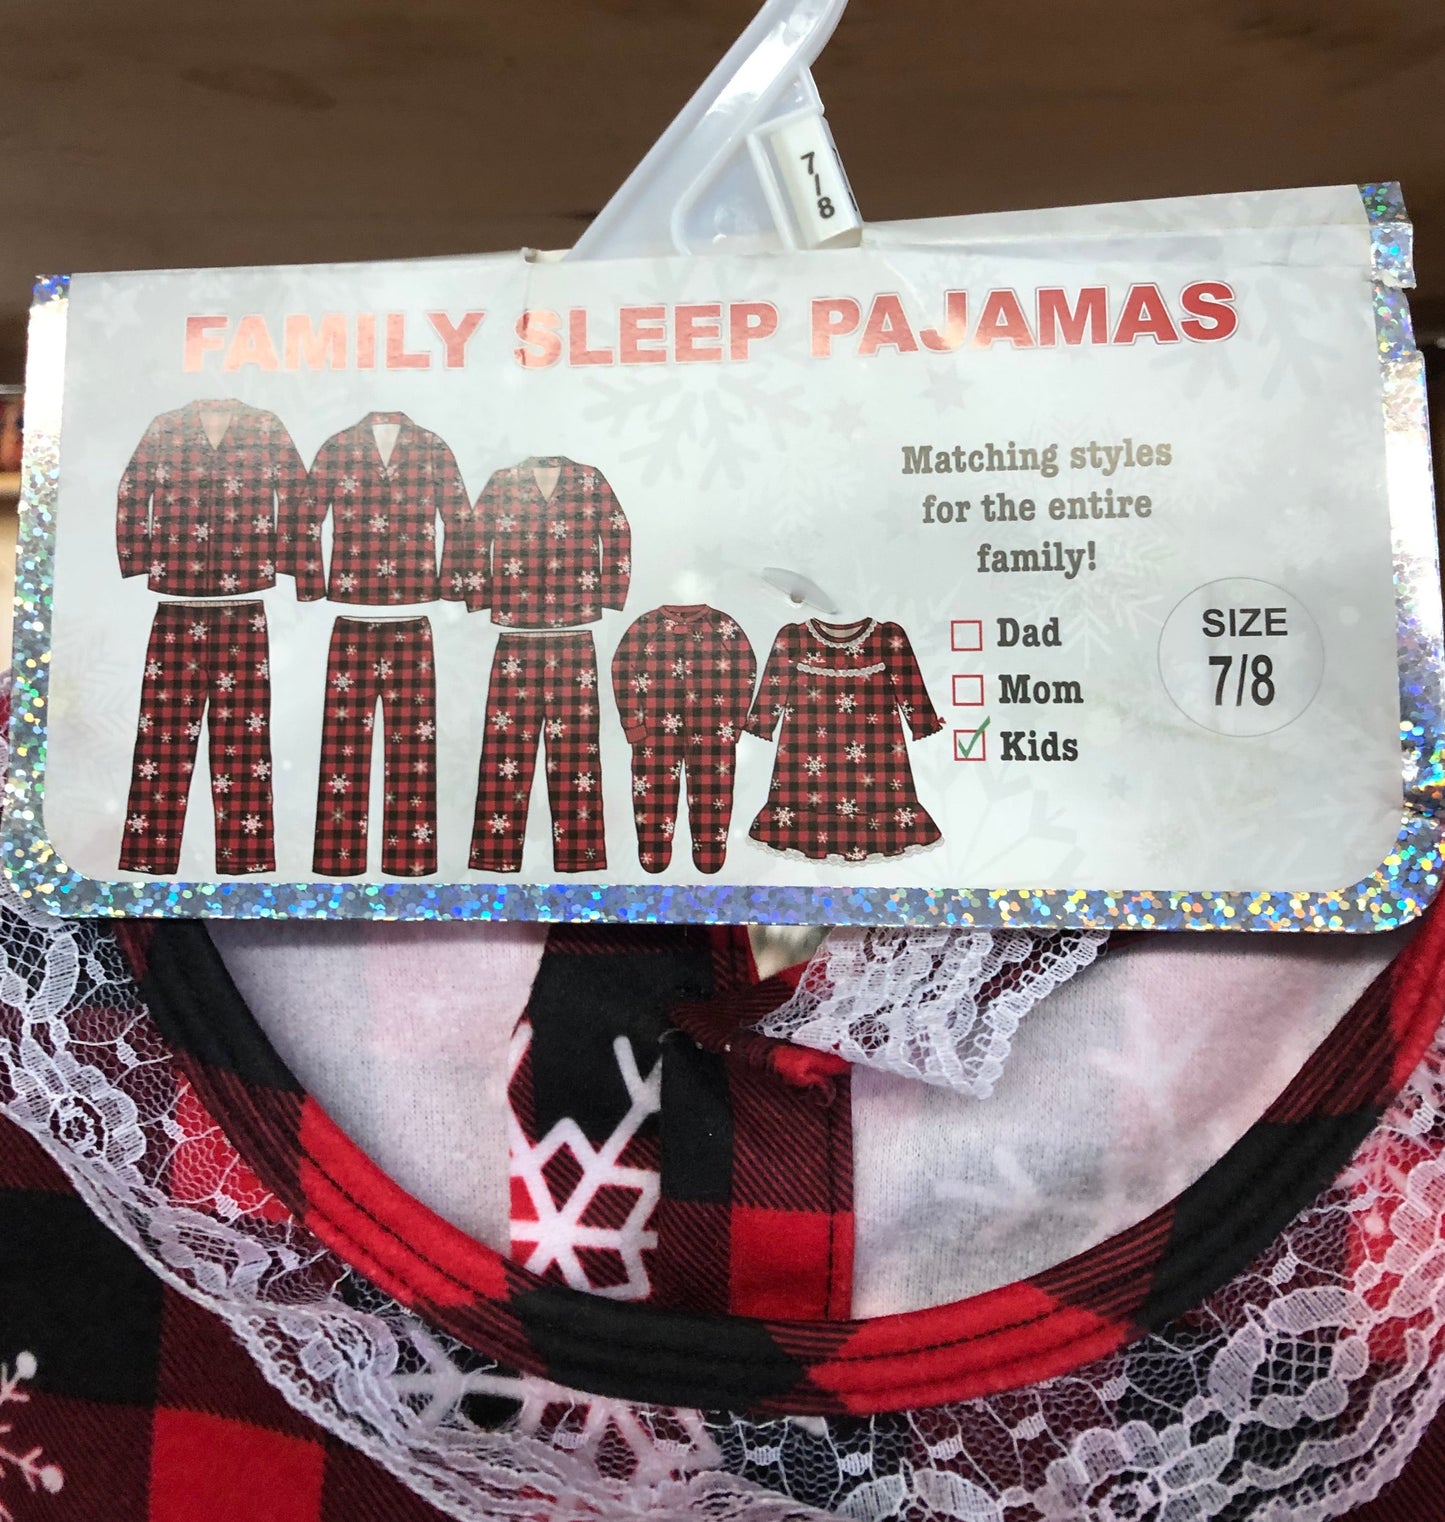 7/8
FAMILY SLEEP PAJAMAS
Matching styles
for the entire
family!
Dad
Mom
Kids
SIZE
7/8